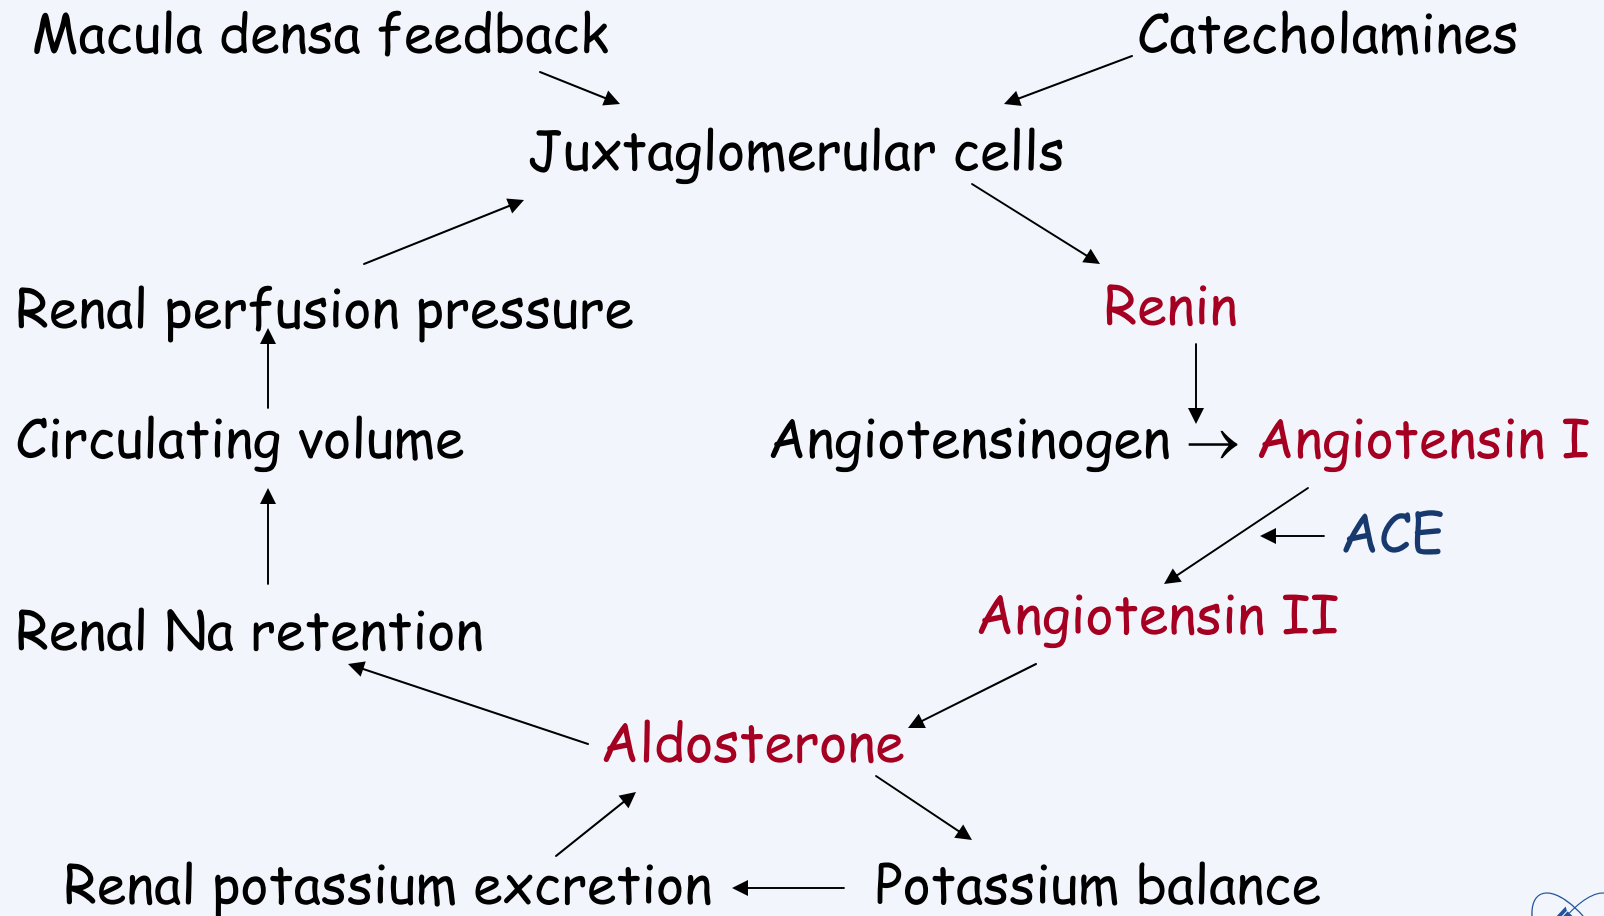 Macula densa feedback
Catecholamines
Juxtaglomerular cells
Renal perfusion pressure
Renin
Circulating volume
Angiotensinogen → Angiotensin I
ACE
Renal Na retention
Angiotensin II
Aldosterone
Renal potassium excretion
Potassium balance